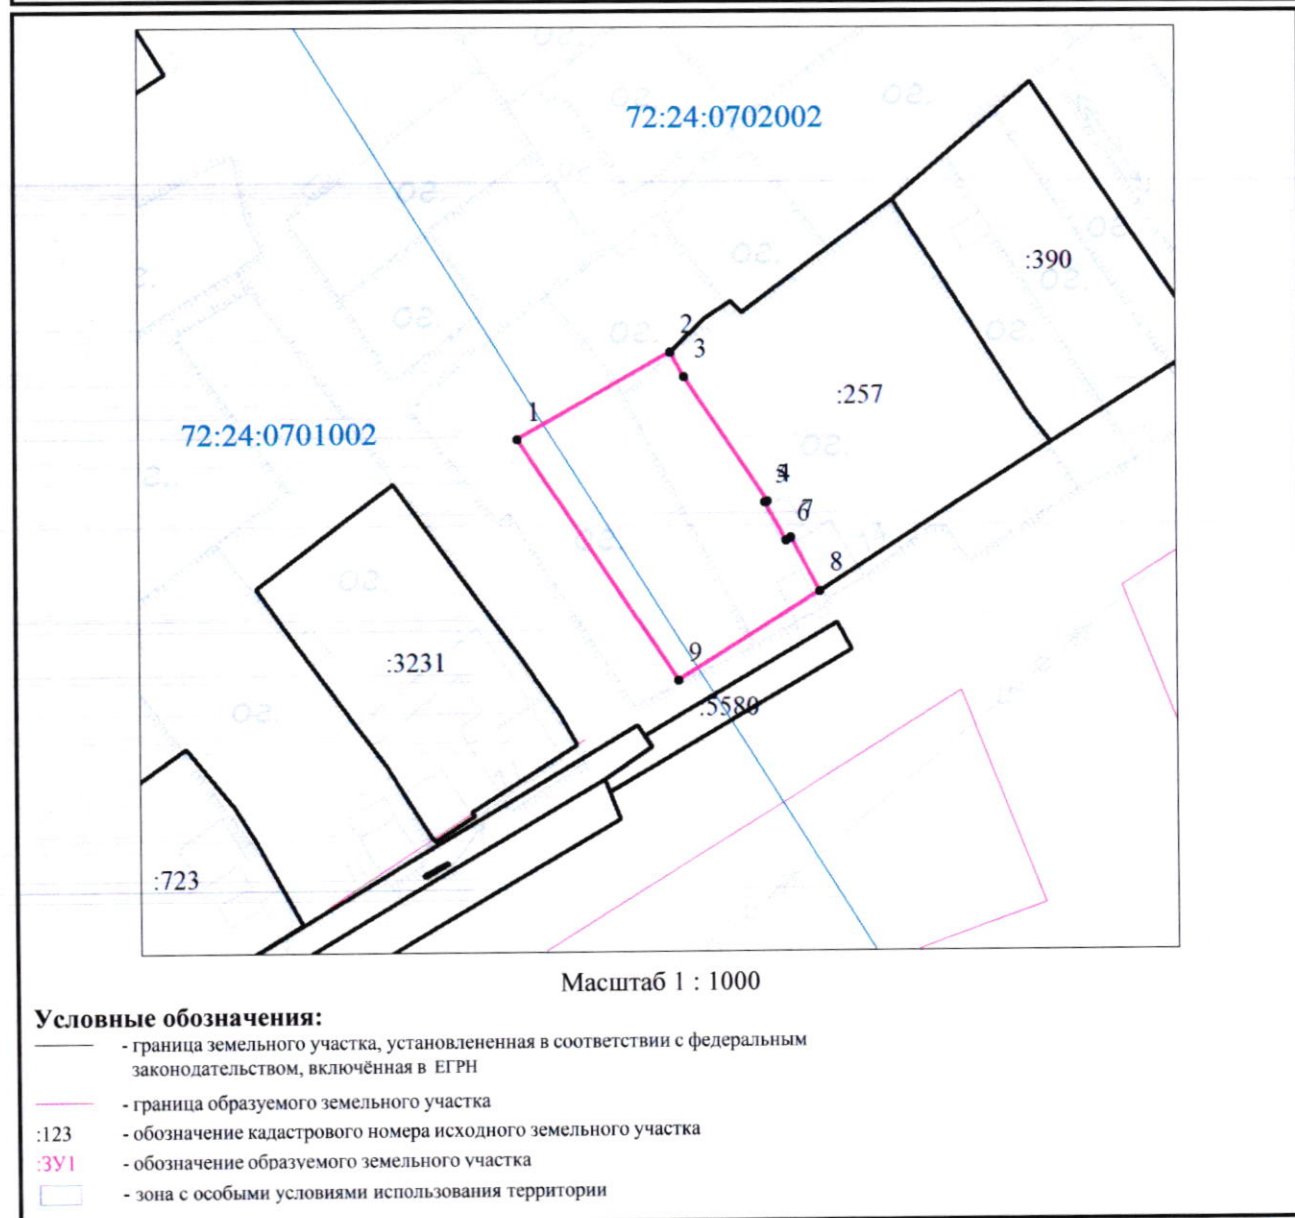 72:24:0702002
:390
2
3
:257
1
72:24:0701002
5 4
6 7
8
9
:3231
:5580
:723
Масштаб 1 : 1000
Условные обозначения:
- граница земельного участка, установлененная в соответствии с федеральным
законодательством, включённая в ЕГРН
- граница образуемого земельного участка
:123 - обозначение кадастрового номера исходного земельного участка
:ЗУ1 - обозначение образуемого земельного участка
- зона с особыми условиями использования территории